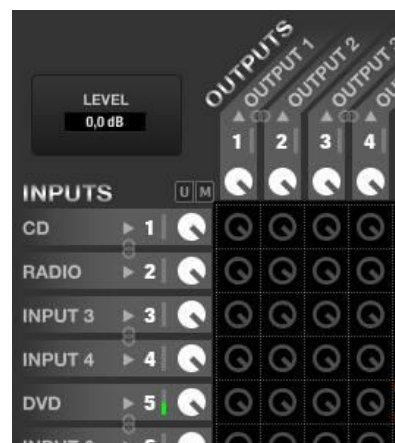 OUTPUTS
OUTPUT 1
OUTPUT 2
LEVEL
0,0 dB
1 2 3 4
INPUTS U M
CD 1
RADIO 2
INPUT 3 3
INPUT 4 4
DVD 5